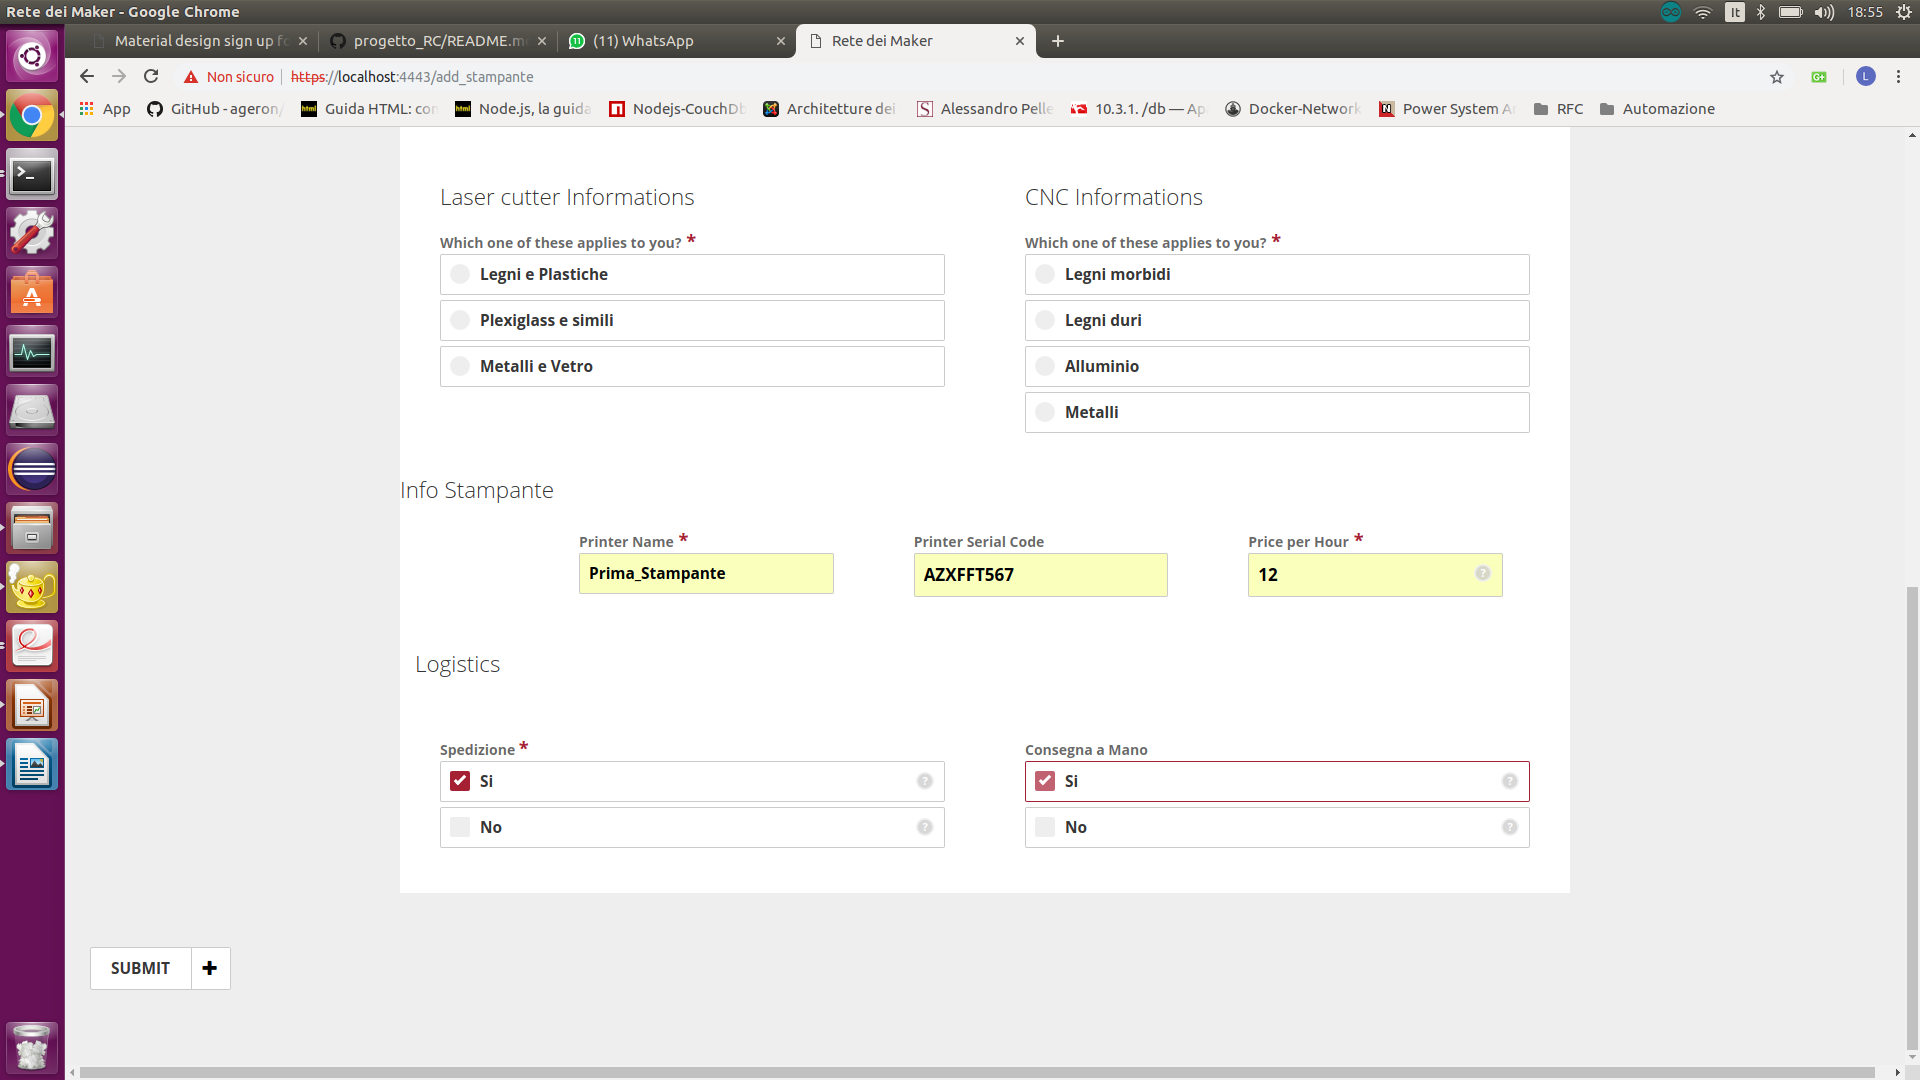 Rete dei Maker - Google Chrome
It
18:55
Material design sign up fo
progetto_RC/README.m
(11) WhatsApp
Rete dei Maker
Non sicuro
https://localhost:4443/add_stampante
L
App
GitHub - ageron/
Guida HTML: con
Node.js, la guida
Nodejs-CouchDb
Architetture dei
Alessandro Pelle
10.3.1. /db — Ap
Docker-Network
Power System A
RFC
Automazione
Laser cutter Informations
CNC Informations
Which one of these applies to you? *
Which one of these applies to you? *
Legni e Plastiche
Legni morbidi
Plexiglass e simili
Legni duri
Metalli e Vetro
Alluminio
Metalli
Info Stampante
Printer Name *
Printer Serial Code
Price per Hour *
Prima_Stampante
AZXFFT567
12
?
Logistics
Spedizione *
Consegna a Mano
Si
?
Si
?
No
?
No
?
SUBMIT